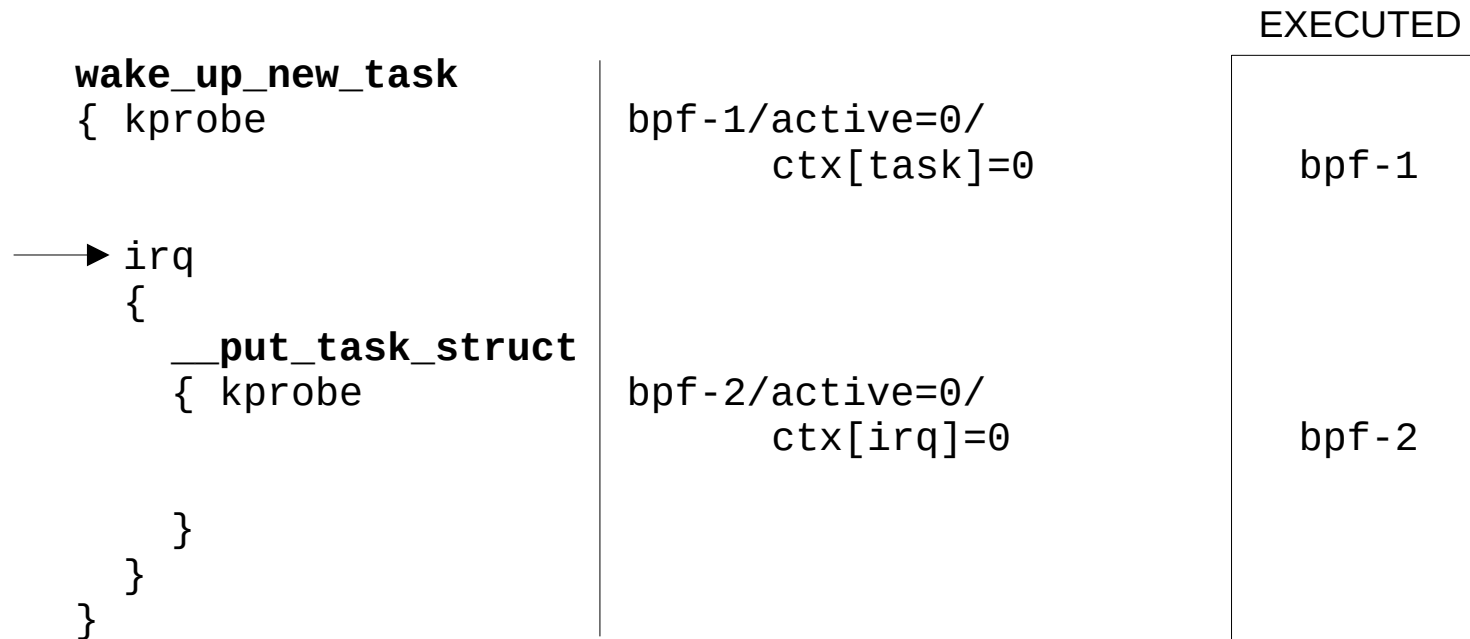 EXECUTED
wake_up_new_task
{ kprobe bpf-1/active=0/
ctx[task]=0 bpf-1
irq
{
__put_task_struct
{ kprobe bpf-2/active=0/
ctx[irq]=0 bpf-2
}
}
}